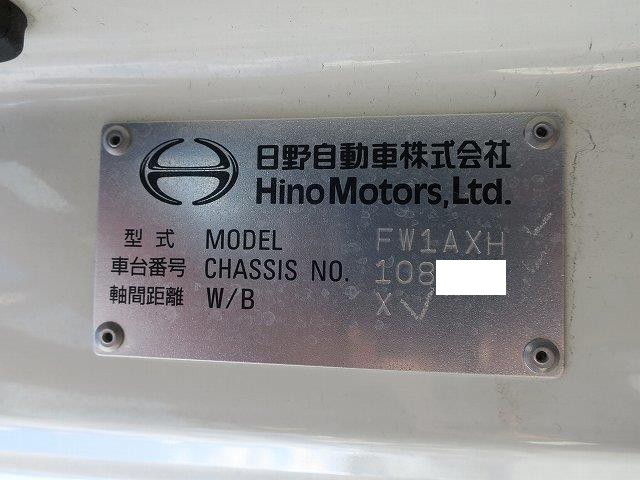 日野自動車株式会社
Hino Motors, Ltd.
型式 MODEL FW1AXH
車台番号 CHASSIS NO. 108
軸間距離 W/B X